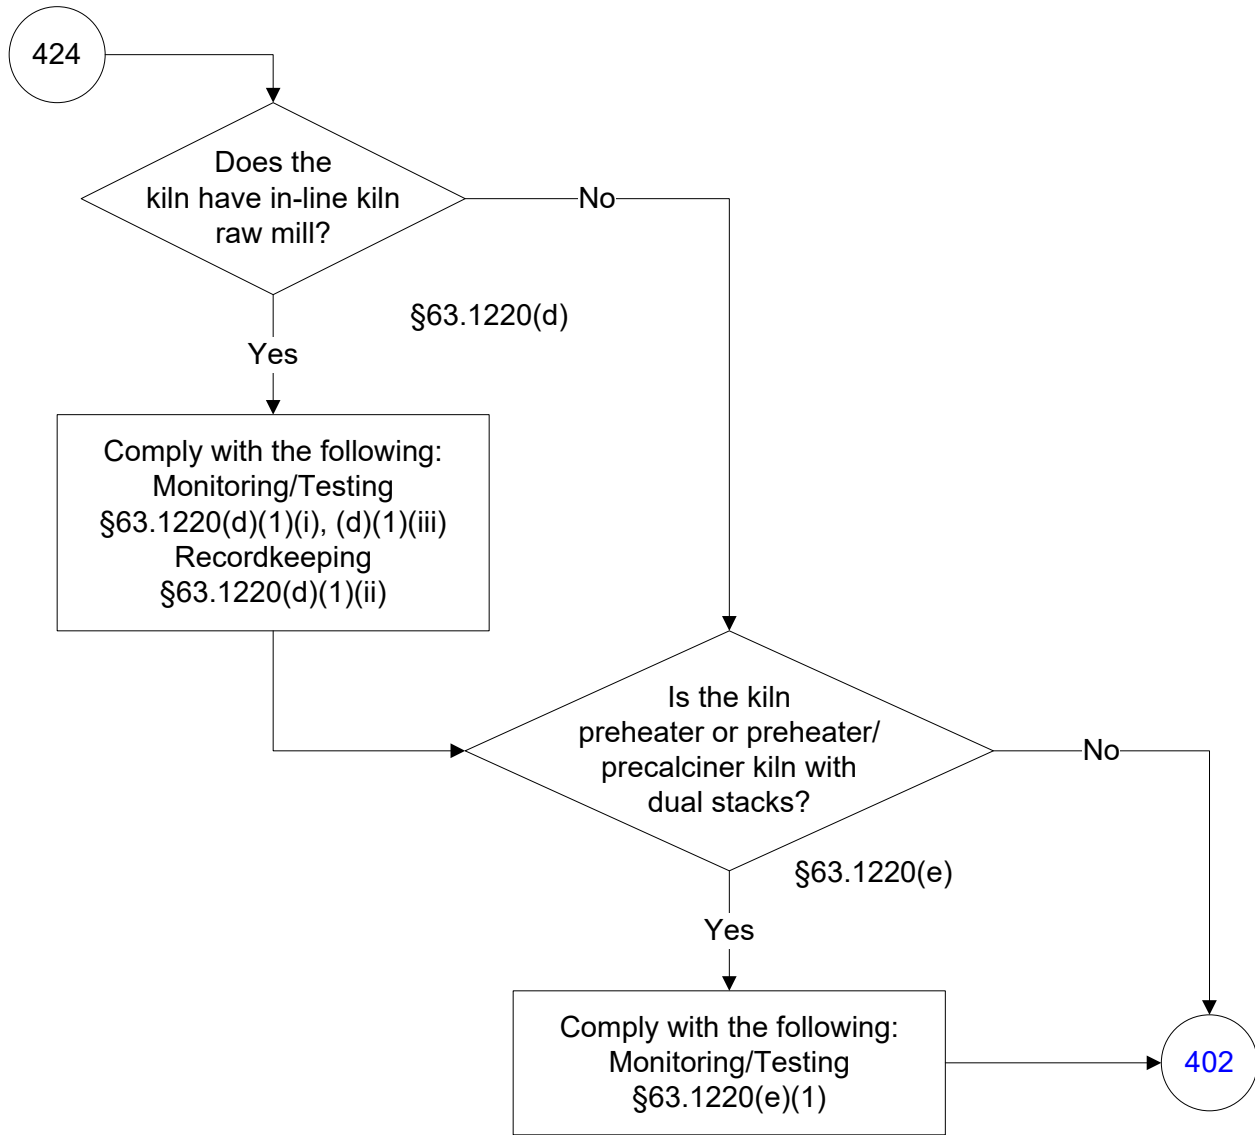 424
Does the
kiln have in-line kiln
raw mill?
No
§63.1220(d)
Yes
Comply with the following:
Monitoring/Testing
§63.1220(d)(1)(i), (d)(1)(iii)
Recordkeeping
§63.1220(d)(1)(ii)
Is the kiln
preheater or preheater/
precalciner kiln with
dual stacks?
No
§63.1220(e)
Yes
Comply with the following:
Monitoring/Testing
§63.1220(e)(1)
402